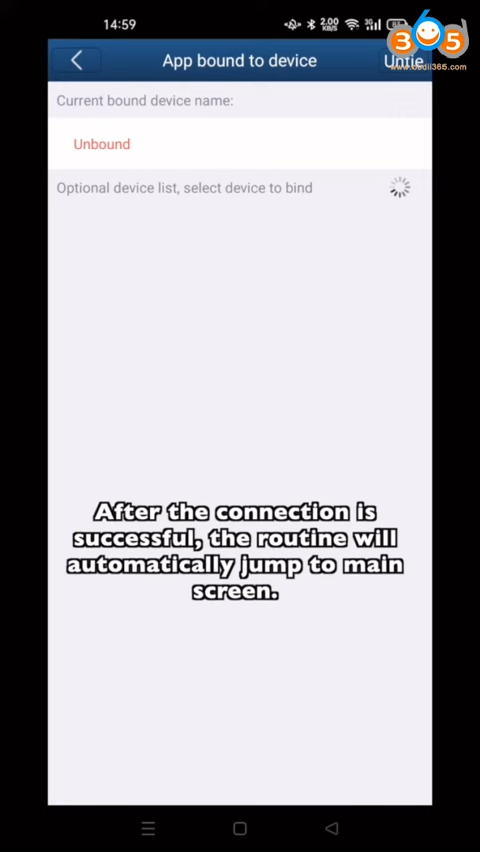 14:59
2.00
KB/S
3G
App bound to device
Untie
365
www.obdii365.com
Current bound device name:
Unbound
Optional device list, select device to bind
After the connection is
successful, the routine will
automatically jump to main
screen.